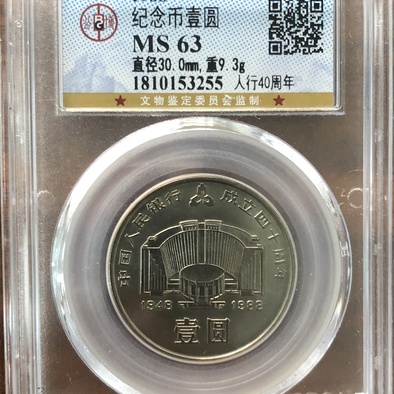 纪念币壹圆
MS 63
直径30.0mm,重9.3g
1810153255 人行40周年
★ 文物鉴定委员会监制 ★
中国人民银行 成立四十周年
1948 1988
壹圆